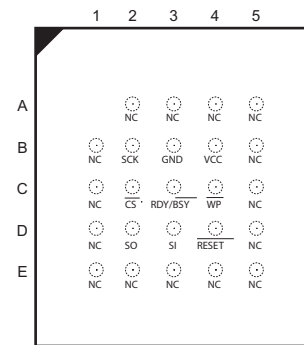 1 2 3 4 5
A
NC NC NC NC
B
NC SCK GND VCC NC
C
NC CS RDY/BSY WP NC
D
NC SO SI RESET NC
E
NC NC NC NC NC